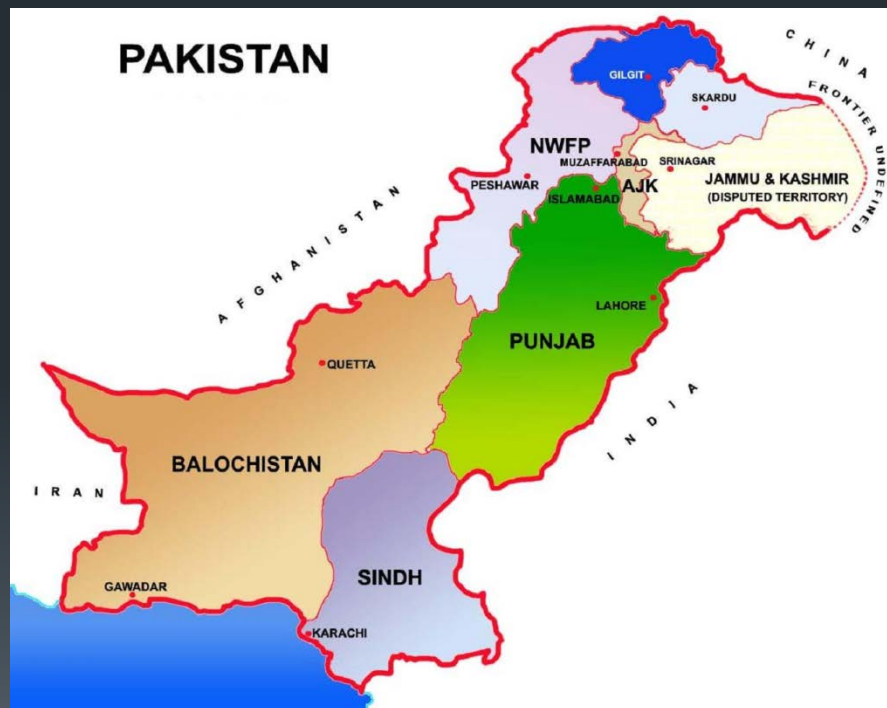 PAKISTAN
CHINA
FRONTIER UNDEFINED
GILGIT
SKARDU
NWFP
MUZAFFARABAD
SRINAGAR
PESHAWAR
ISLAMABAD
AJK
JAMMU & KASHMIR
(DISPUTED TERRITORY)
AFGHANISTAN
LAHORE
PUNJAB
QUETTA
INDIA
BALOCHISTAN
IRAN
SINDH
GAWADAR
KARACHI